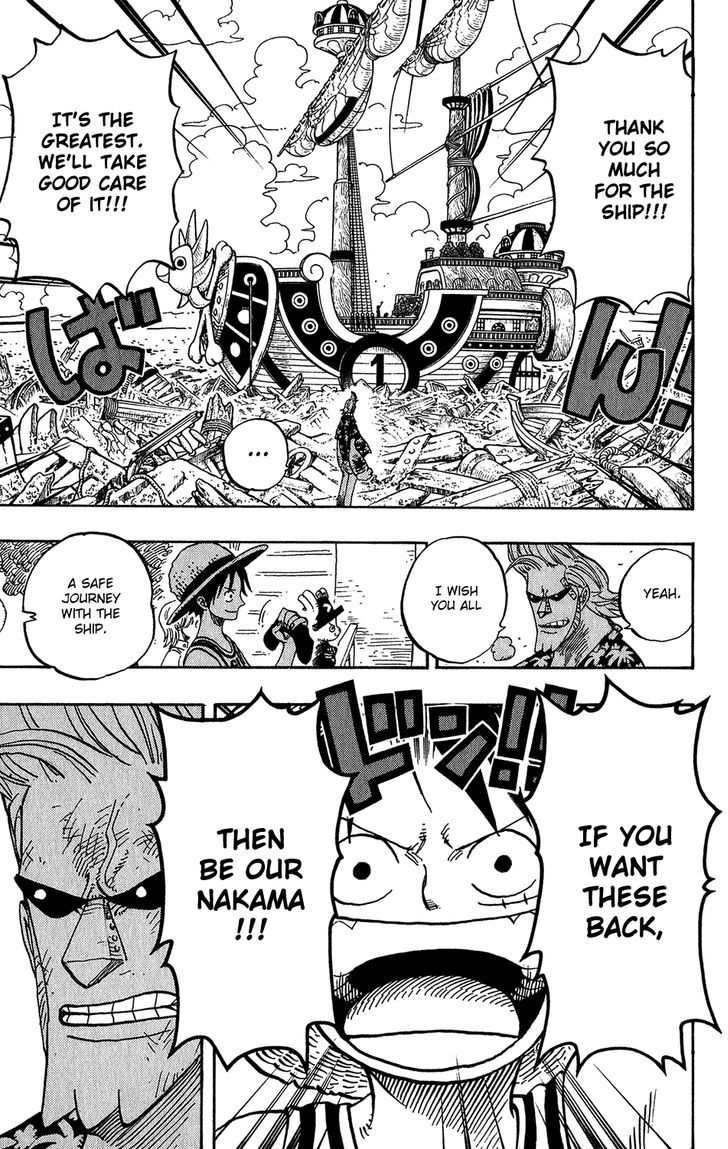 THANK
YOU SO
MUCH
FOR THE
SHIP!!!
IT'S THE
GREATEST.
WE'LL TAKE
GOOD CARE
OF IT!!!
ばん!!
1
...
YEAH.
I WISH
YOU ALL
A SAFE
JOURNEY
WITH THE
SHIP.
ドン!!
IF YOU
WANT
THESE
BACK,
THEN
BE OUR
NAKAMA
!!!